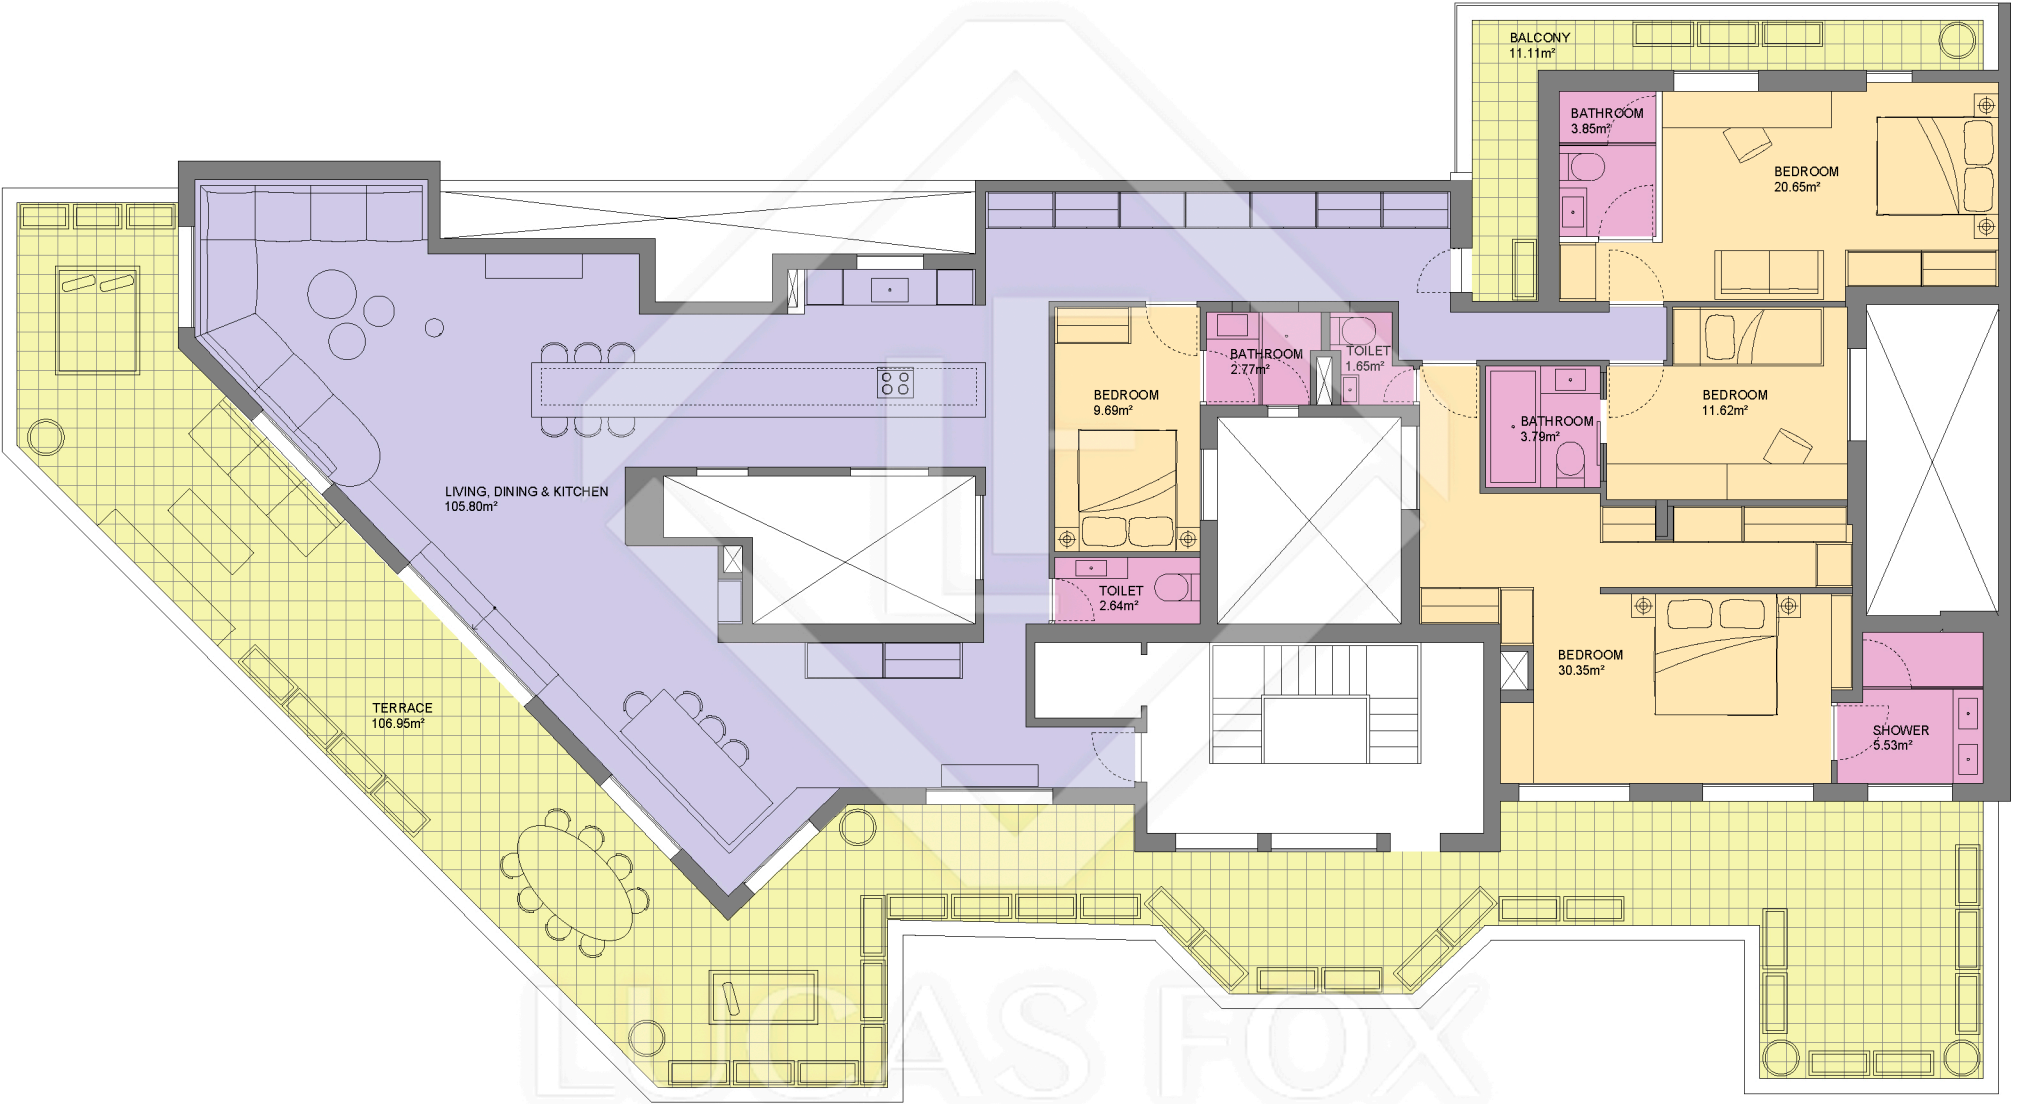 BALCONY
11.11m²
BATHROOM
3.85m²
BEDROOM
20.65m²
BATHROOM
2.77m²
TOILET
1.65m²
BEDROOM
9.69m²
BATHROOM
3.79m²
BEDROOM
11.62m²
LIVING, DINING & KITCHEN
105.80m²
TOILET
2.64m²
BEDROOM
30.35m²
TERRACE
106.95m²
SHOWER
5.53m²
LUCAS FOX